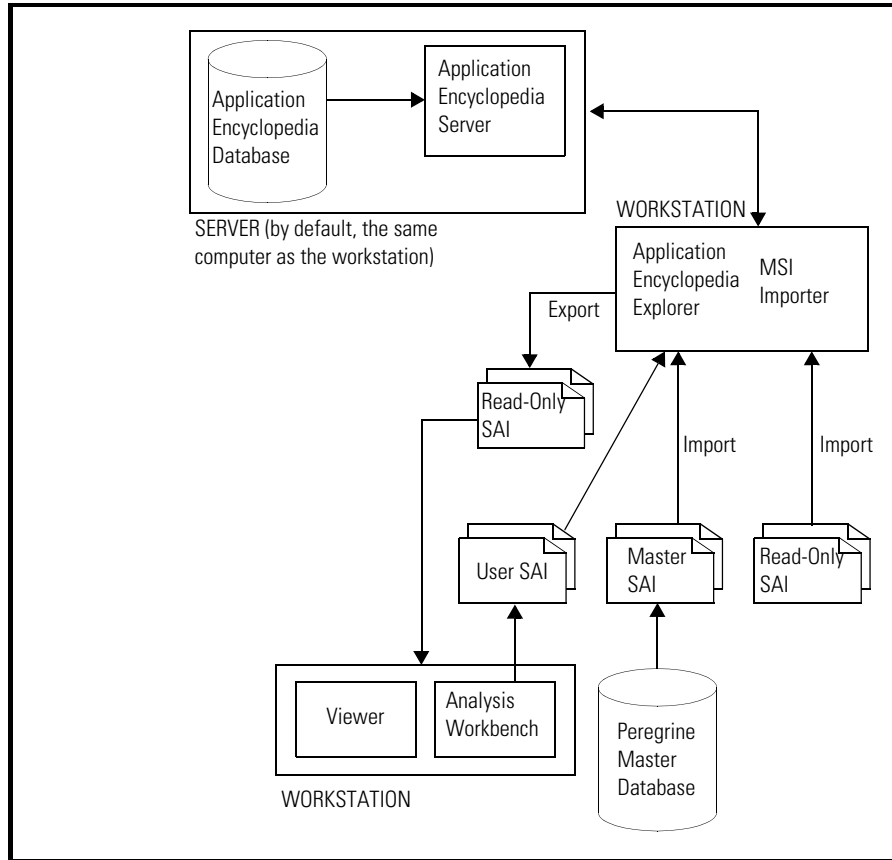 Application
Encyclopedia
Database
Application
Encyclopedia
Server
SERVER (by default, the same
computer as the workstation)
WORKSTATION
Application
Encyclopedia
Explorer
MSI
Importer
Export
Read-Only
SAI
Import
Import
User SAI
Master
SAI
Read-Only
SAI
Viewer
Analysis
Workbench
Peregrine
Master
Database
WORKSTATION